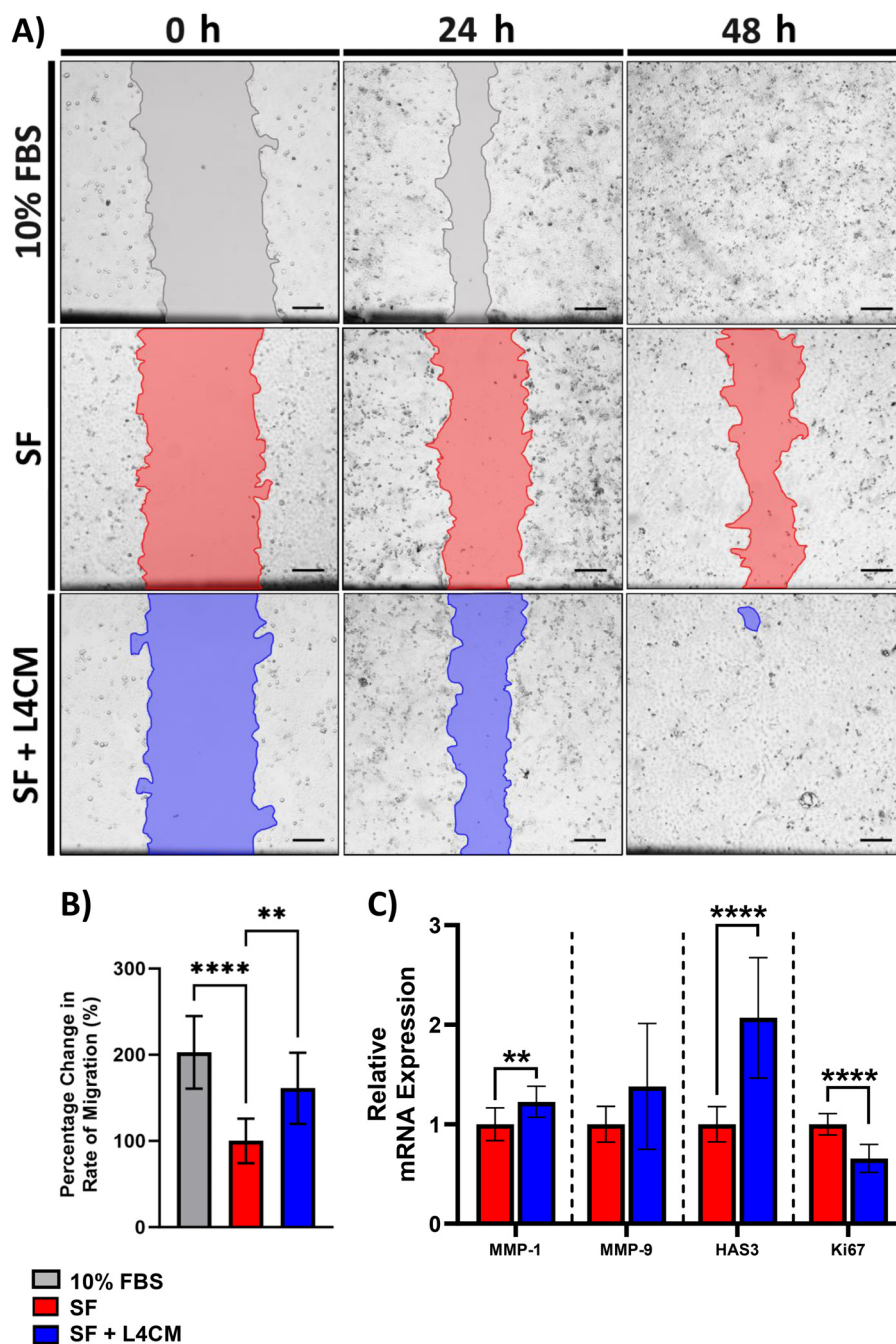 A)
0 h
24 h
48 h
10% FBS
SF
SF + L4CM
B)
Percentage Change in
Rate of Migration (%)
300
200
100
0
****
**
C)
Relative
mRNA Expression
3
2
1
0
**
****
****
MMP-1
MMP-9
HAS3
Ki67
10% FBS
SF
SF + L4CM